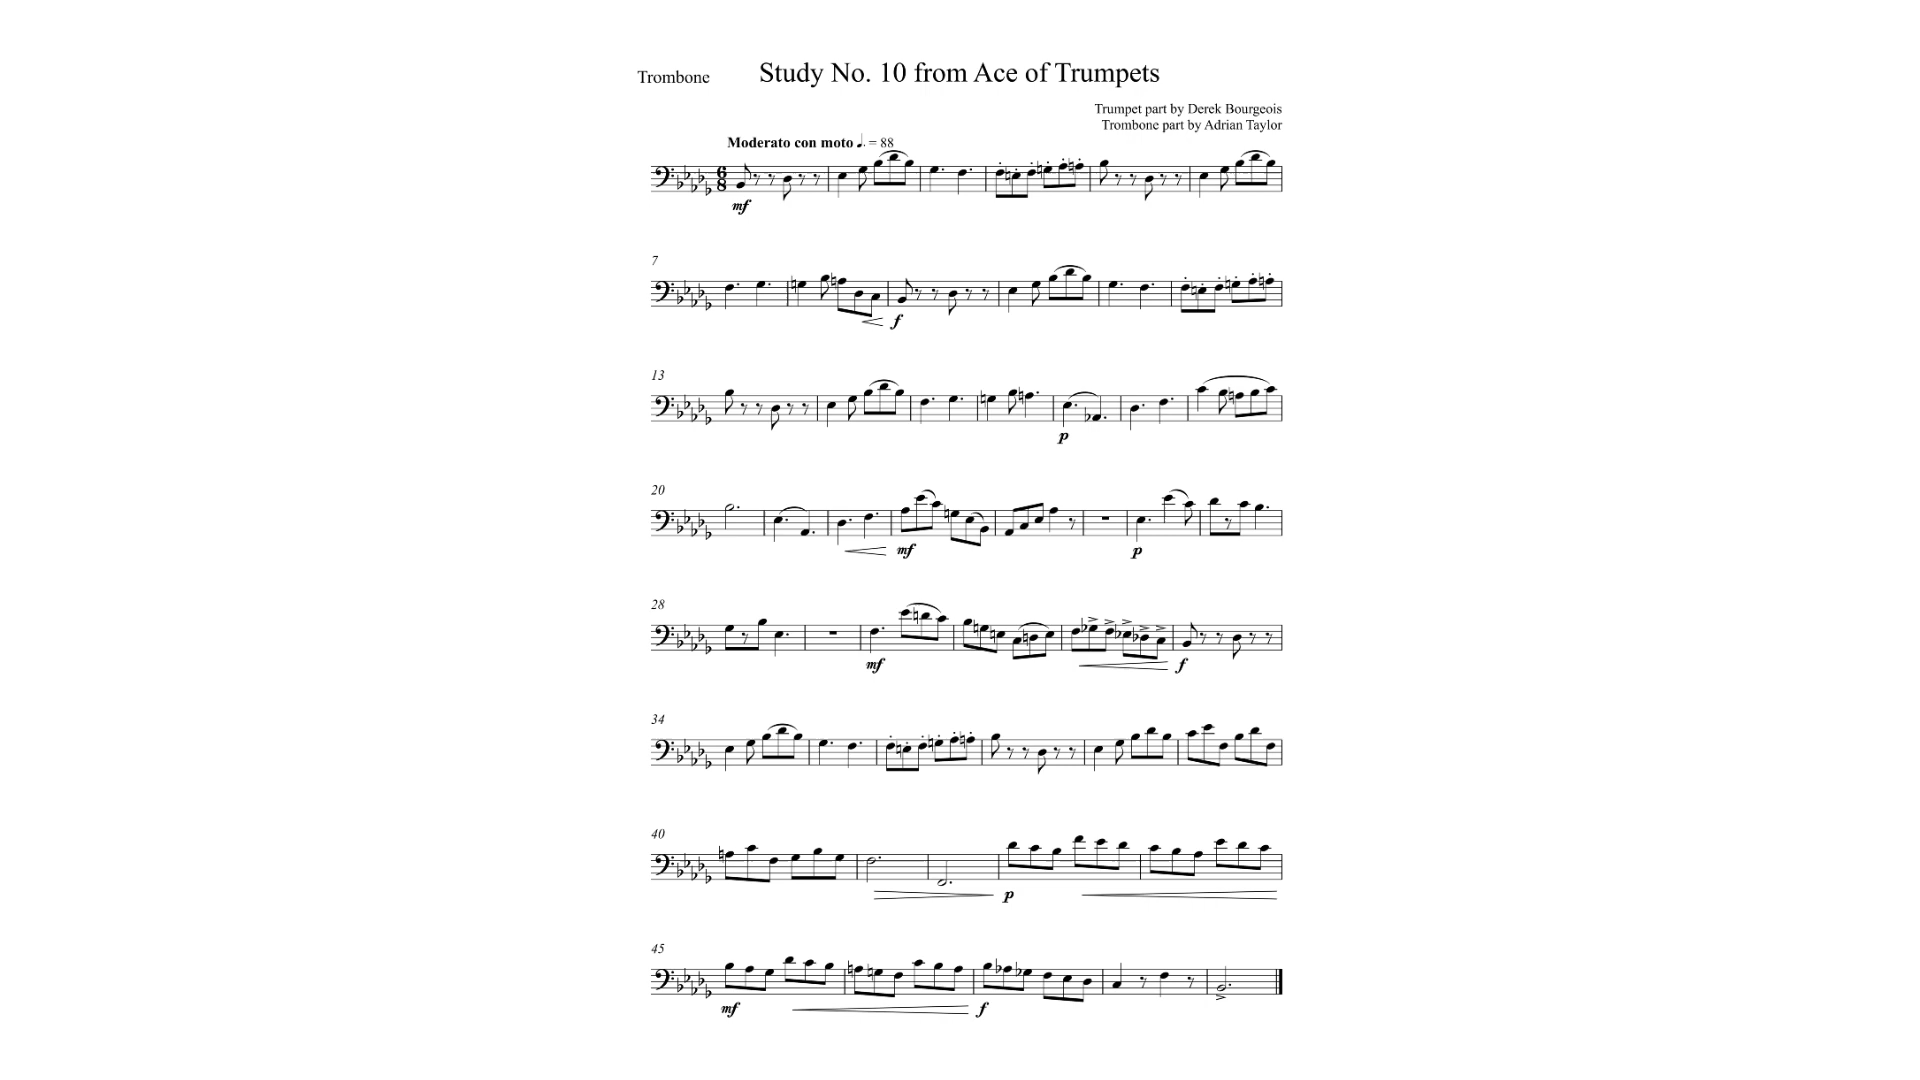 Trombone
Study No. 10 from Ace of Trumpets
Trumpet part by Derek Bourgeois
Trombone part by Adrian Taylor
Moderato con moto ♩. = 88
6
8
mf
7
f
13
p
20
mf
p
28
mf
f
34
40
p
45
mf
f